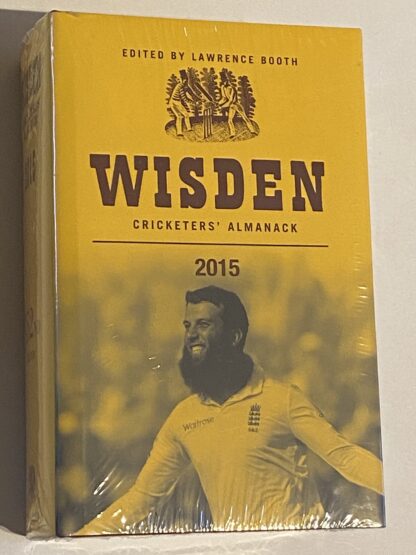 EDITED BY LAWRENCE BOOTH
WISDEN
CRICKETERS' ALMANACK
2015
Waitrose